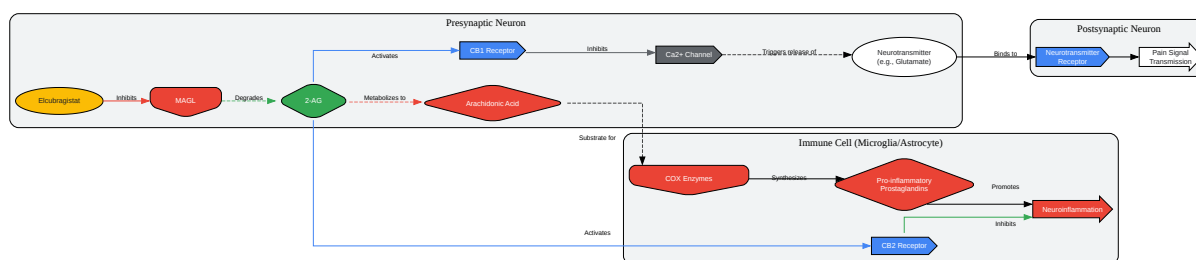 Presynaptic Neuron
Postsynaptic Neuron
Activates
CB1 Receptor
Inhibits
Ca2+ Channel
Triggers release of
Neurotransmitter
(e.g., Glutamate)
Binds to
Neurotransmitter
Receptor
Pain Signal
Transmission
Elcubragistat
Inhibits
MAGL
Degrades
2-AG
Metabolizes to
Arachidonic Acid
Substrate for
Immune Cell (Microglia/Astrocyte)
COX Enzymes
Synthesizes
Pro-inflammatory
Prostaglandins
Promotes
Neuroinflammation
Inhibits
Activates
CB2 Receptor